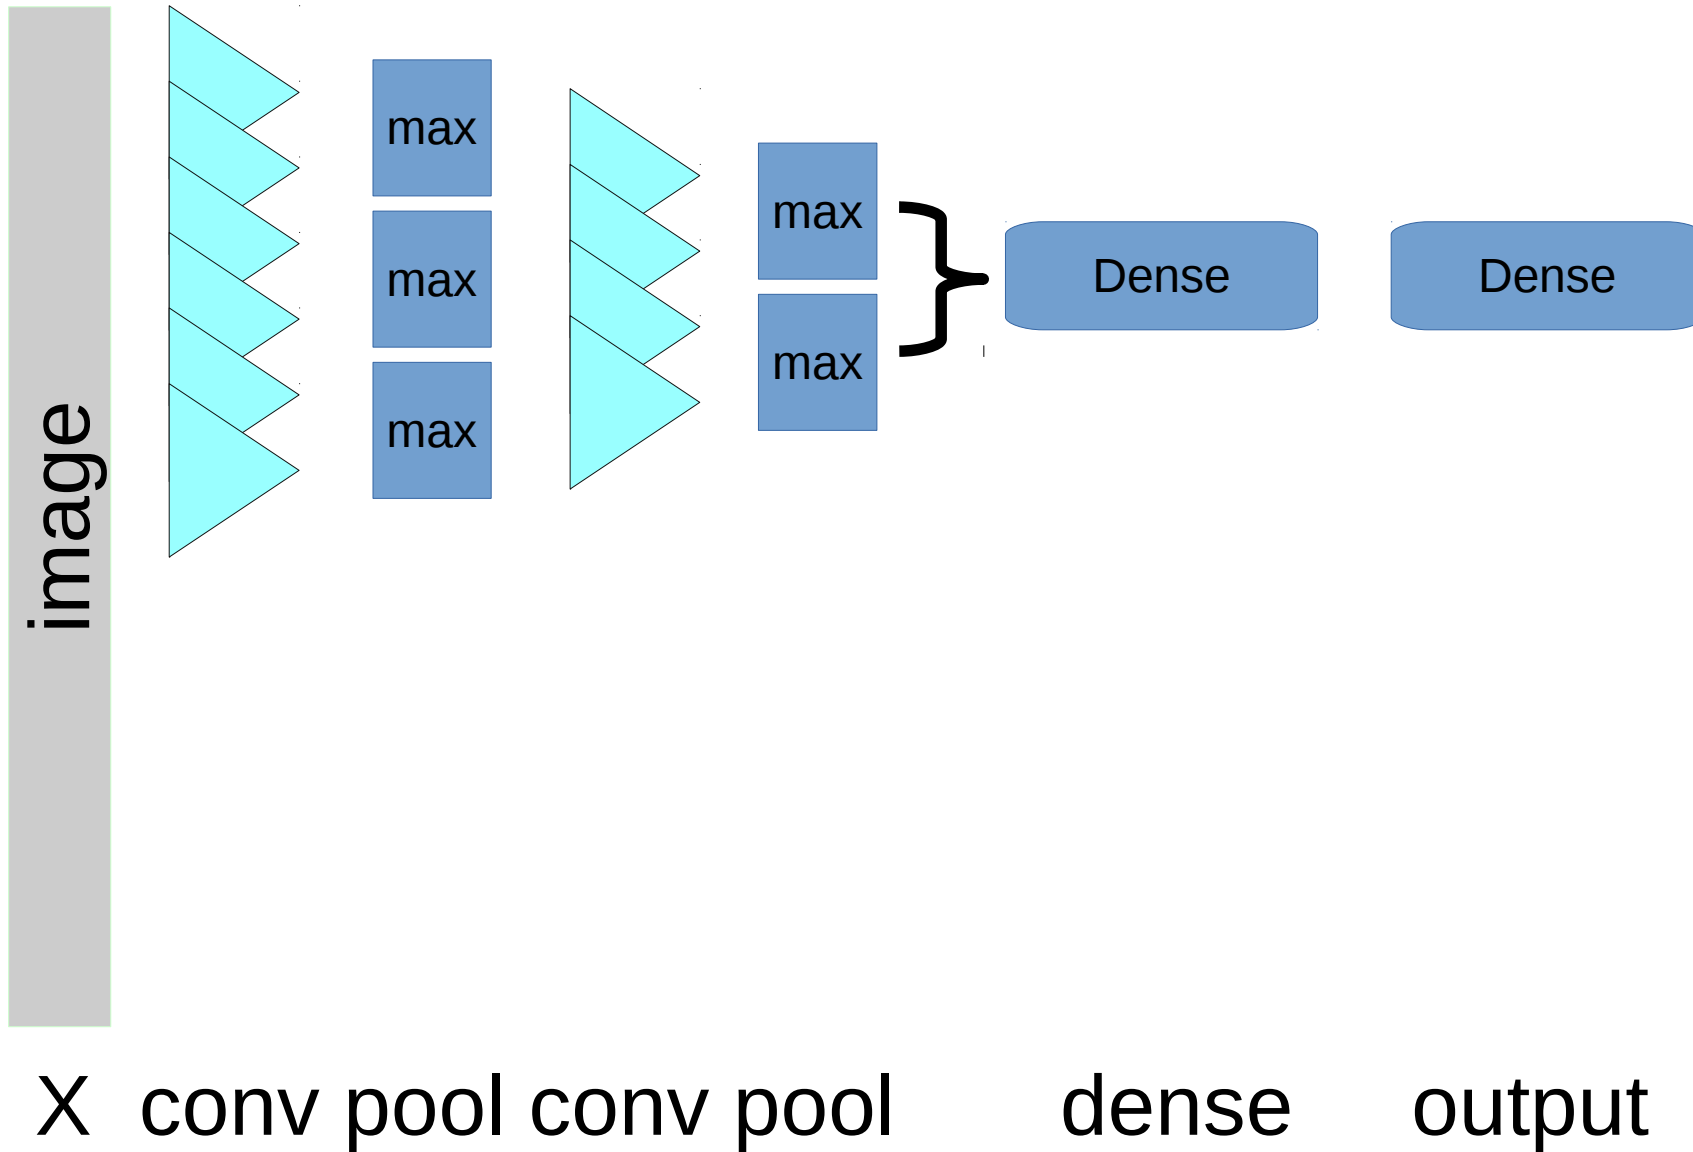 image
max
max
max
max
max
Dense
Dense
X conv pool conv pool dense output